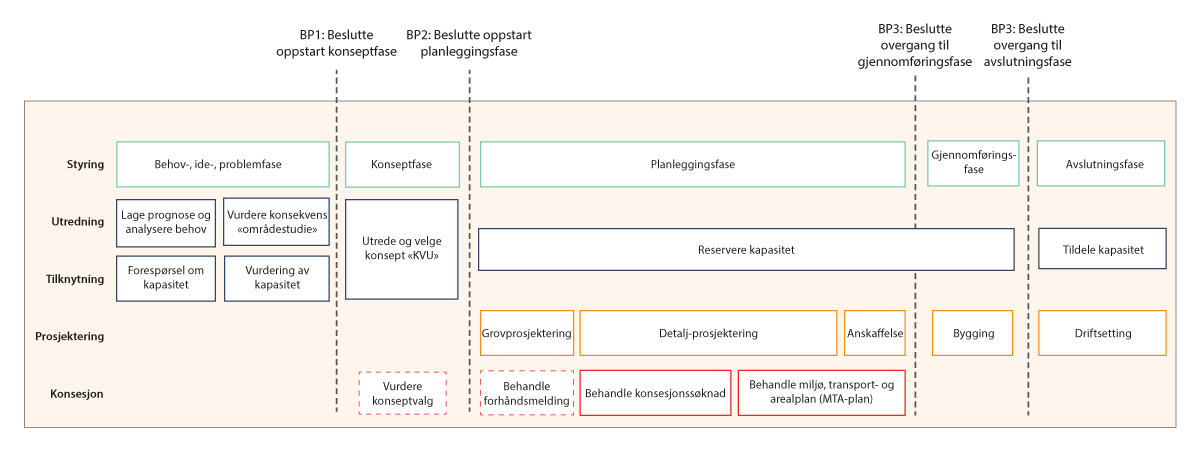 BP1: Beslutte
oppstart konseptfase
BP2: Beslutte oppstart
planleggingsfase
BP3: Beslutte
overgang til
gjennomføringsfase
BP3: Beslutte
overgang til
avslutningsfase
Styring
Behov-, ide-, problemfase
Konseptfase
Planleggingsfase
Gjennomførings-
fase
Avslutningsfase
Utredning
Lage prognose og
analysere behov
Vurdere konsekvens
«områdestudie»
Utrede og velge
konsept «KVU»
Reservere kapasitet
Tildele kapasitet
Tilknytning
Forespørsel om
kapasitet
Vurdering av
kapasitet
Prosjektering
Grovprosjektering
Detalj-prosjektering
Anskaffelse
Bygging
Driftsetting
Konsesjon
Vurdere
konseptvalg
Behandle
forhåndsmelding
Behandle konsesjonssøknad
Behandle miljø, transport- og
arealplan (MTA-plan)